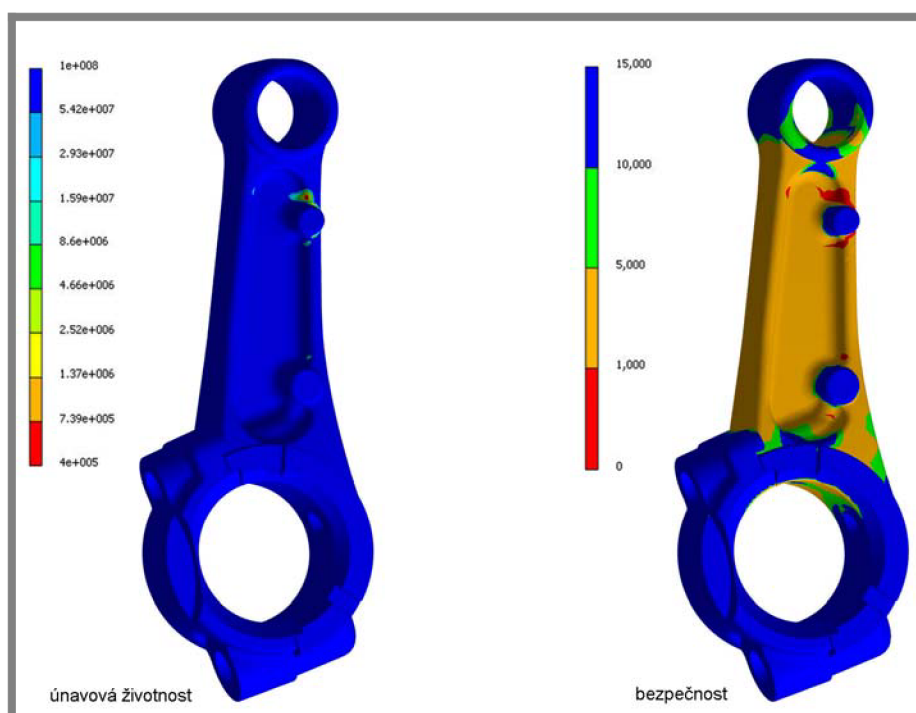 1e+008
5.42e+007
2.93e+007
1.59e+007
8.6e+006
4.66e+006
2.52e+006
1.37e+006
7.39e+005
4e+005
únavová životnost
15,000
10,000
5,000
1,000
0
bezpečnost